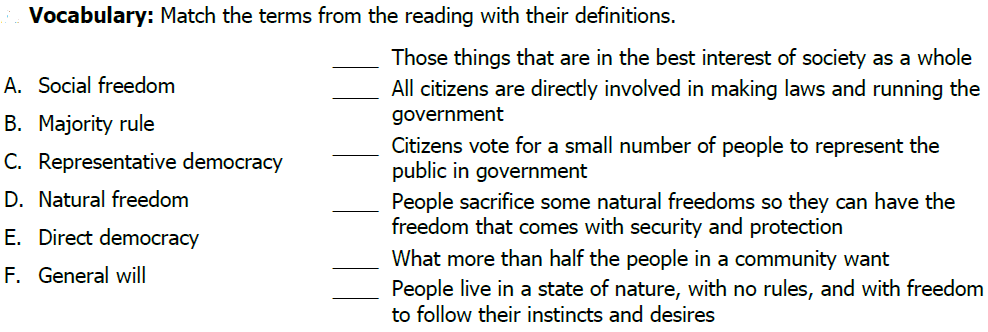 Vocabulary: Match the terms from the reading with their definitions.
A. Social freedom
B. Majority rule
C. Representative democracy
D. Natural freedom
E. Direct democracy
F. General will
____ Those things that are in the best interest of society as a whole
____ All citizens are directly involved in making laws and running the
government
____ Citizens vote for a small number of people to represent the
public in government
____ People sacrifice some natural freedoms so they can have the
freedom that comes with security and protection
____ What more than half the people in a community want
____ People live in a state of nature, with no rules, and with freedom
to follow their instincts and desires